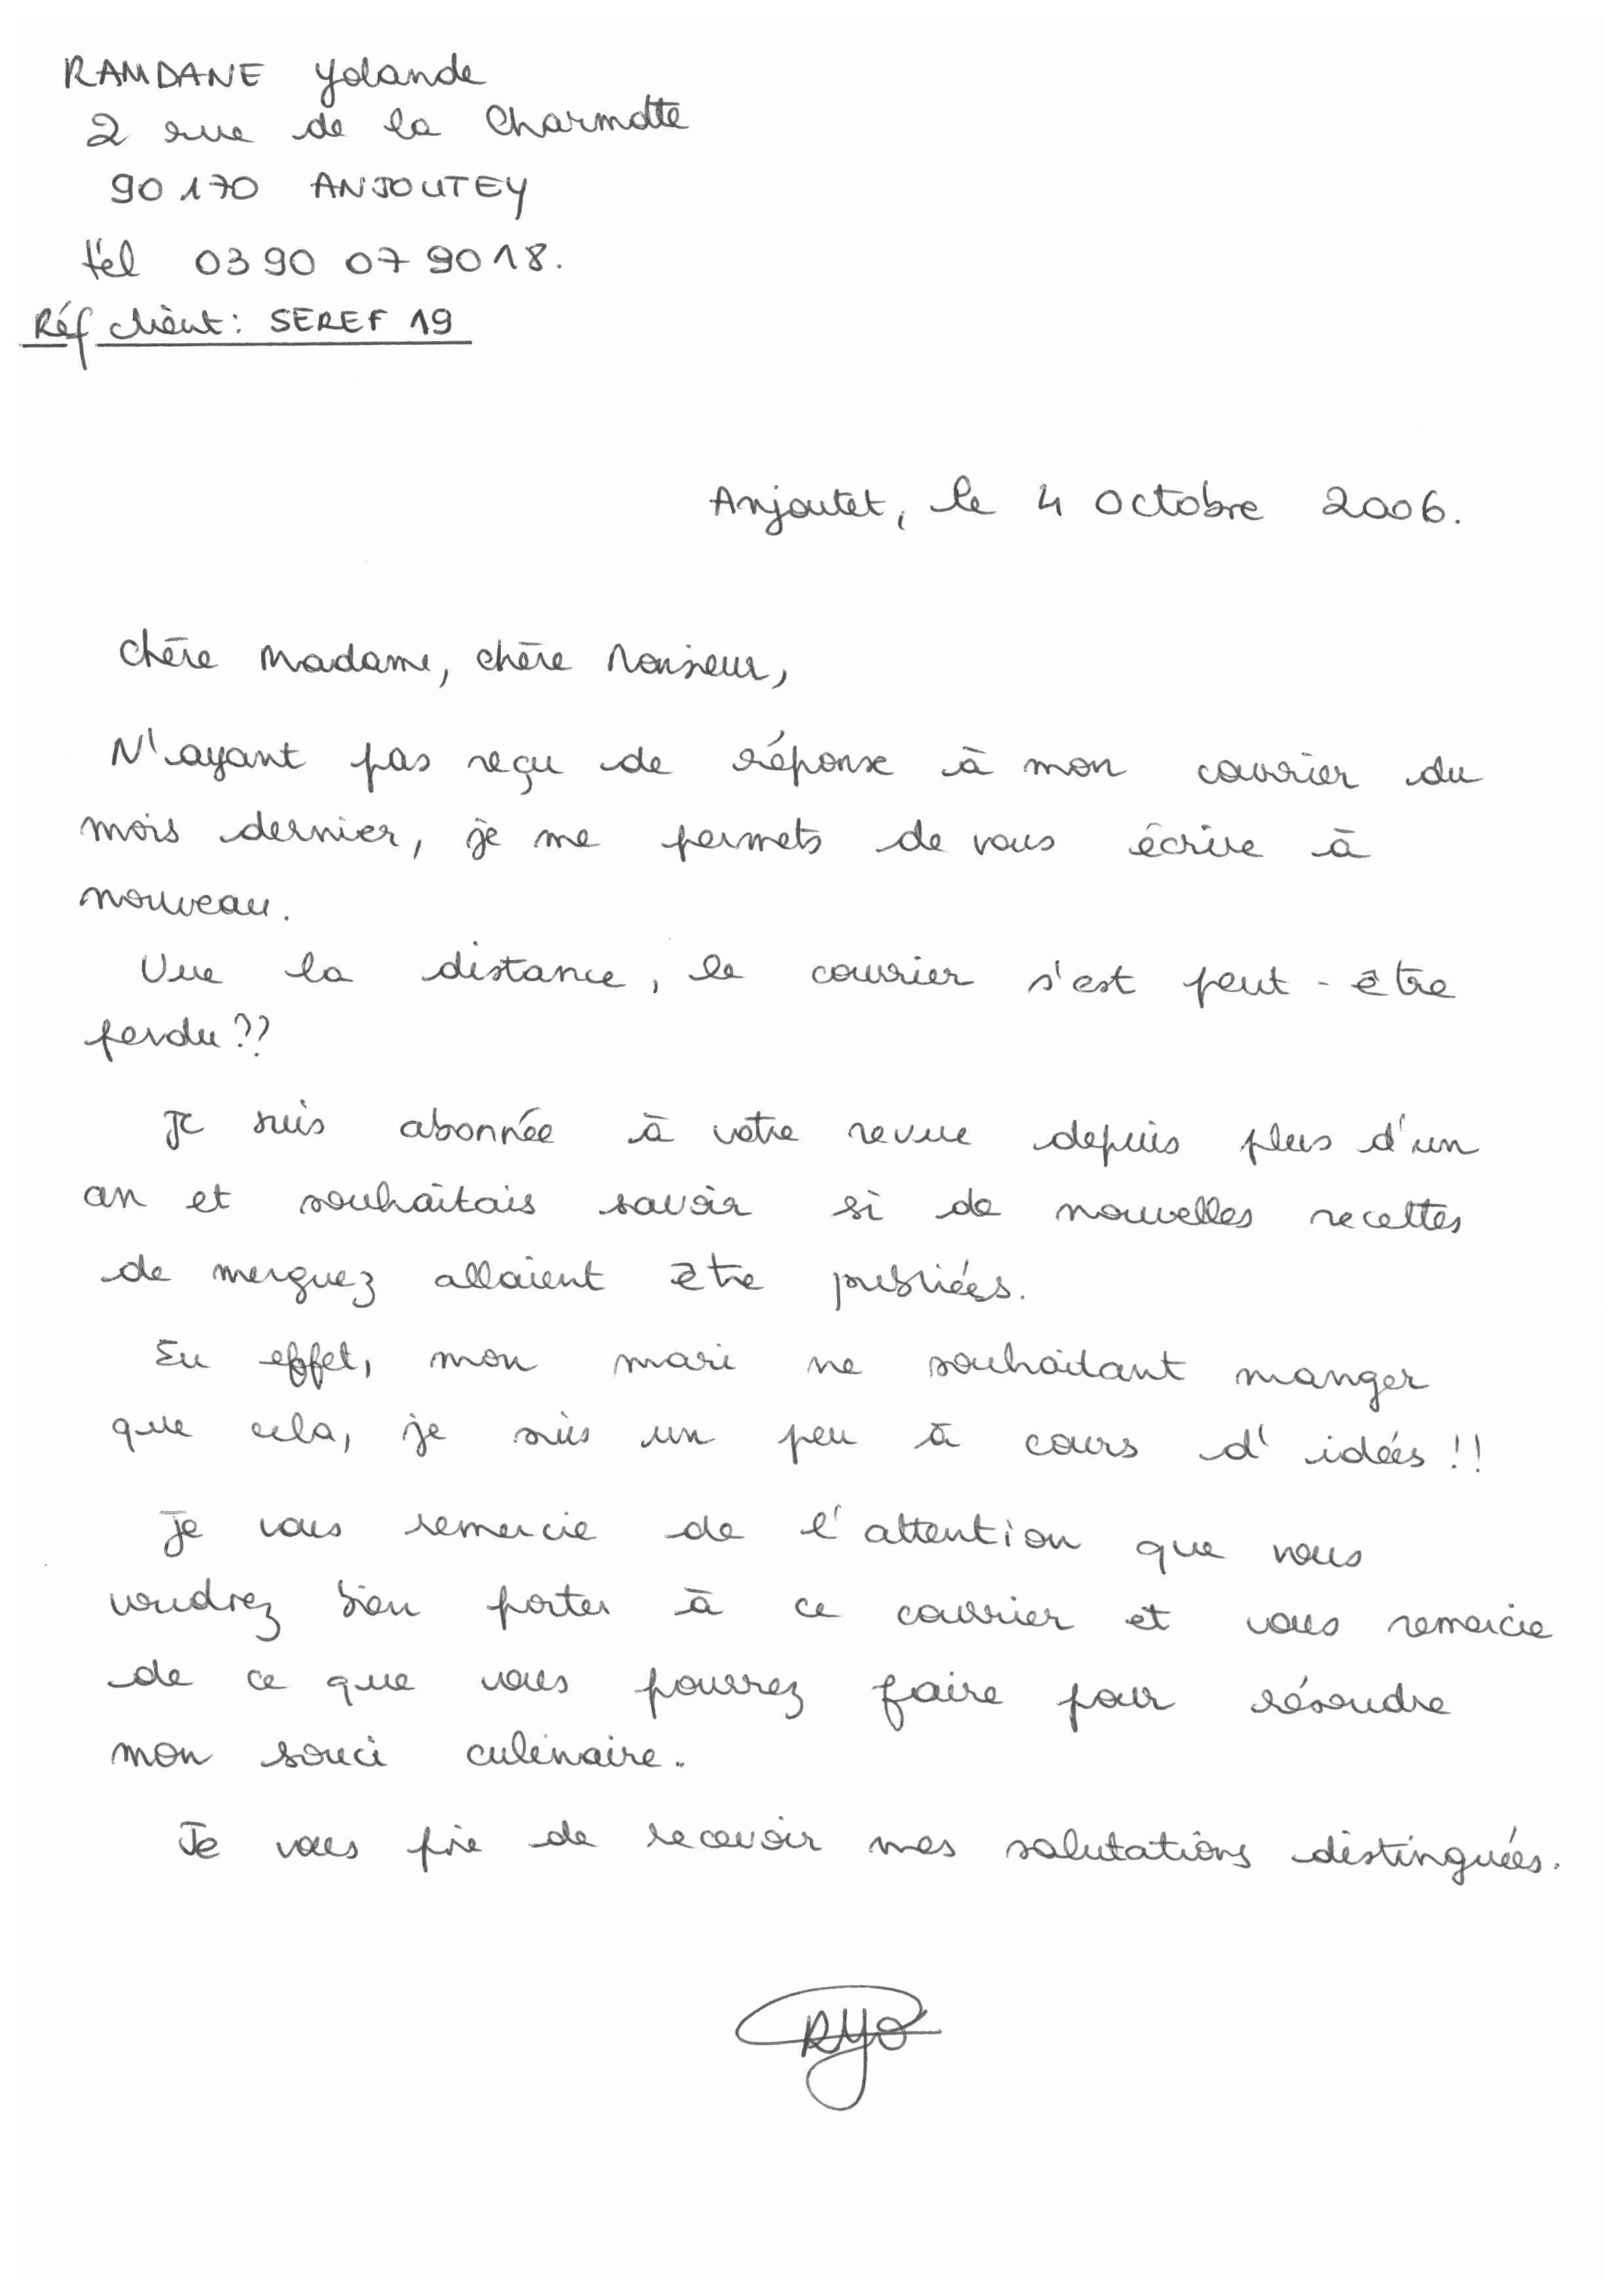 RAMDANE Yolande
2 rue de la Charmotte
90170 ANJOUTEY
tél 03 90 07 90 18.
Réf client : SEREF 19
Anjoutet, le 4 octobre 2006.
Chère Madame, chère Monsieur,
N'ayant pas reçu de réponse à mon courrier du
mois dernier, je me permets de vous écrire à
nouveau.
Vue la distance, le courrier s'est peut-être
perdu ??
Je suis abonnée à votre revue depuis plus d'un
an et souhaitais savoir si de nouvelles recettes
de merguez allaient être publiées.
En effet, mon mari ne souhaitant manger
que cela, je suis un peu à cours d'idées !!
Je vous remercie de l'attention que vous
voudrez bien porter à ce courrier et vous remercie
de ce que vous pourrez faire pour résoudre
mon souci culinaire.
Je vous prie de recevoir mes salutations distinguées.
RYO